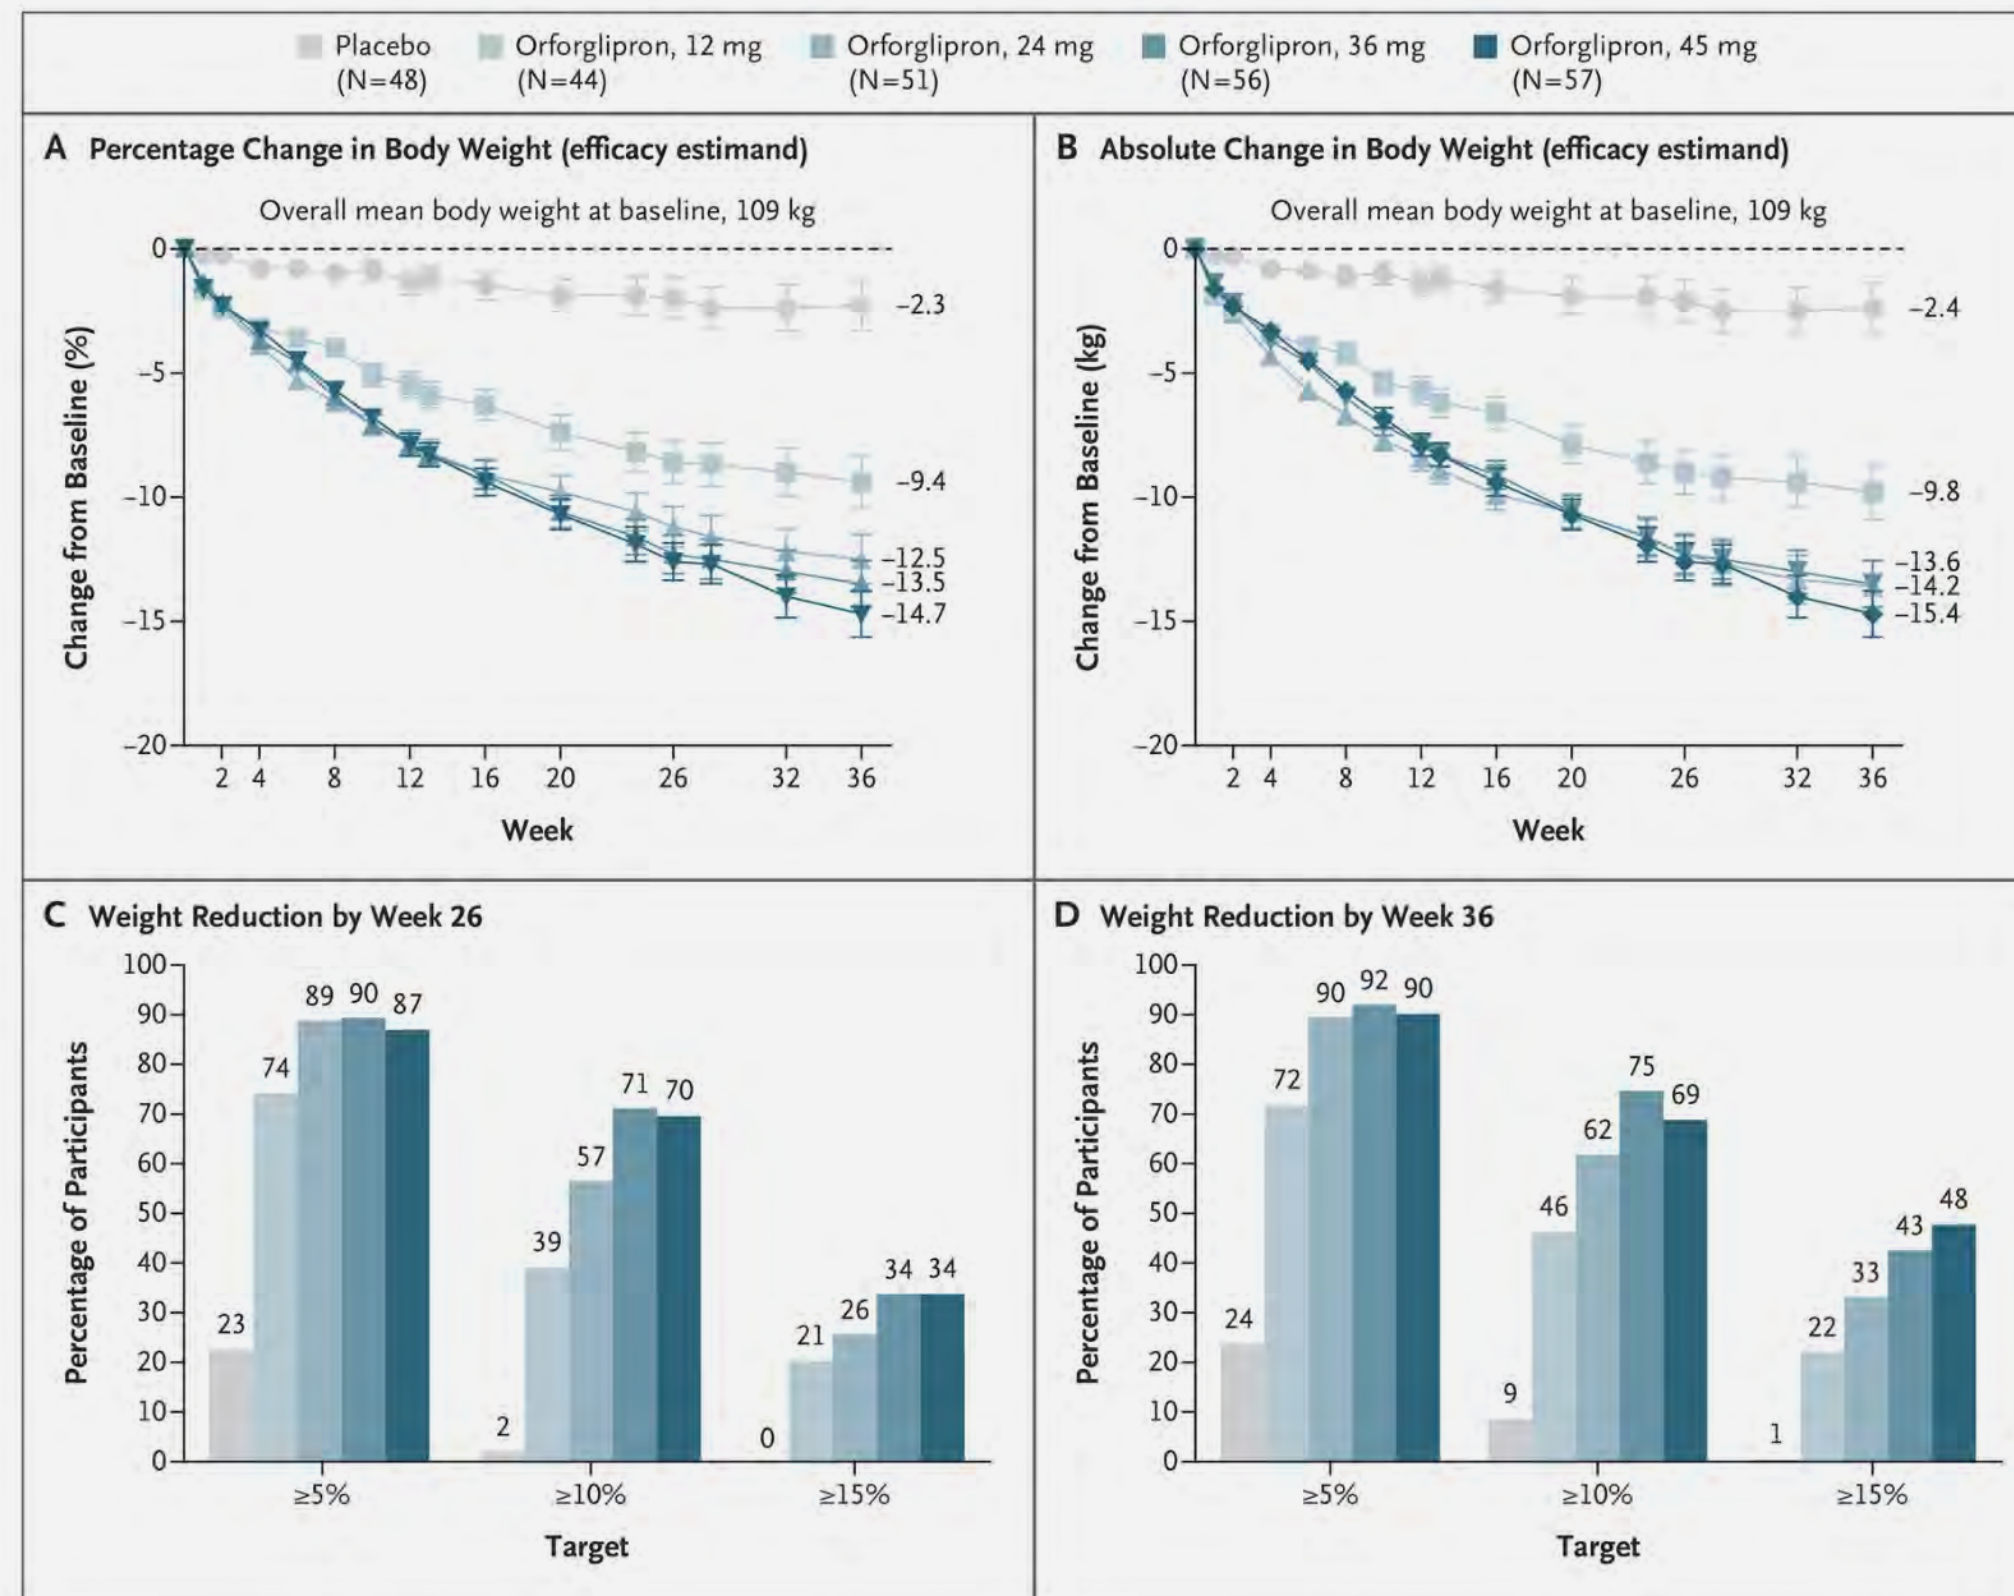 Placebo
(N=48)
Orforglipron, 12 mg
(N=44)
Orforglipron, 24 mg
(N=51)
Orforglipron, 36 mg
(N=56)
Orforglipron, 45 mg
(N=57)
A Percentage Change in Body Weight (efficacy estimand)
Overall mean body weight at baseline, 109 kg
Change from Baseline (%)
0
−5
−10
−15
−20
−2.3
−9.4
−12.5
−13.5
−14.7
2 4 8 12 16 20 26 32 36
Week
B Absolute Change in Body Weight (efficacy estimand)
Overall mean body weight at baseline, 109 kg
Change from Baseline (kg)
0
−5
−10
−15
−20
−2.4
−9.8
−13.6
−14.2
−15.4
2 4 8 12 16 20 26 32 36
Week
C Weight Reduction by Week 26
Percentage of Participants
100
90
80
70
60
50
40
30
20
10
0
23 74 89 90 87
2 39 57 71 70
0 21 26 34 34
≥5% ≥10% ≥15%
Target
D Weight Reduction by Week 36
Percentage of Participants
100
90
80
70
60
50
40
30
20
10
0
24 72 90 92 90
9 46 62 75 69
1 22 33 43 48
≥5% ≥10% ≥15%
Target